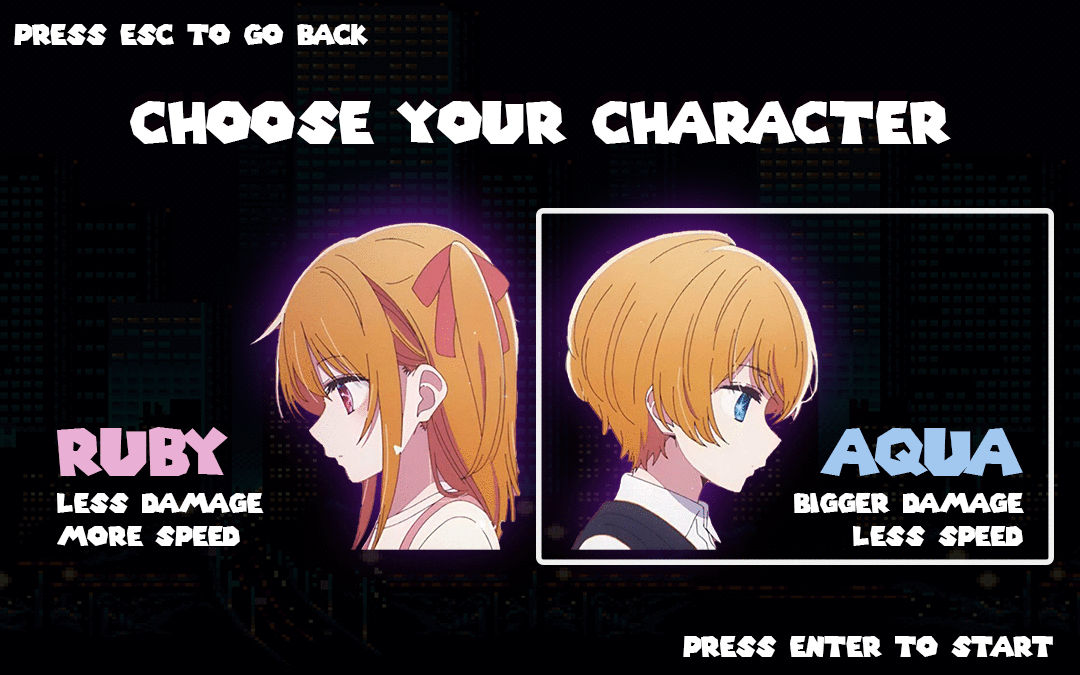 PRESS ESC TO GO BACK
CHOOSE YOUR CHARACTER
RUBY
LESS DAMAGE
MORE SPEED
AQUA
BIGGER DAMAGE
LESS SPEED
PRESS ENTER TO START